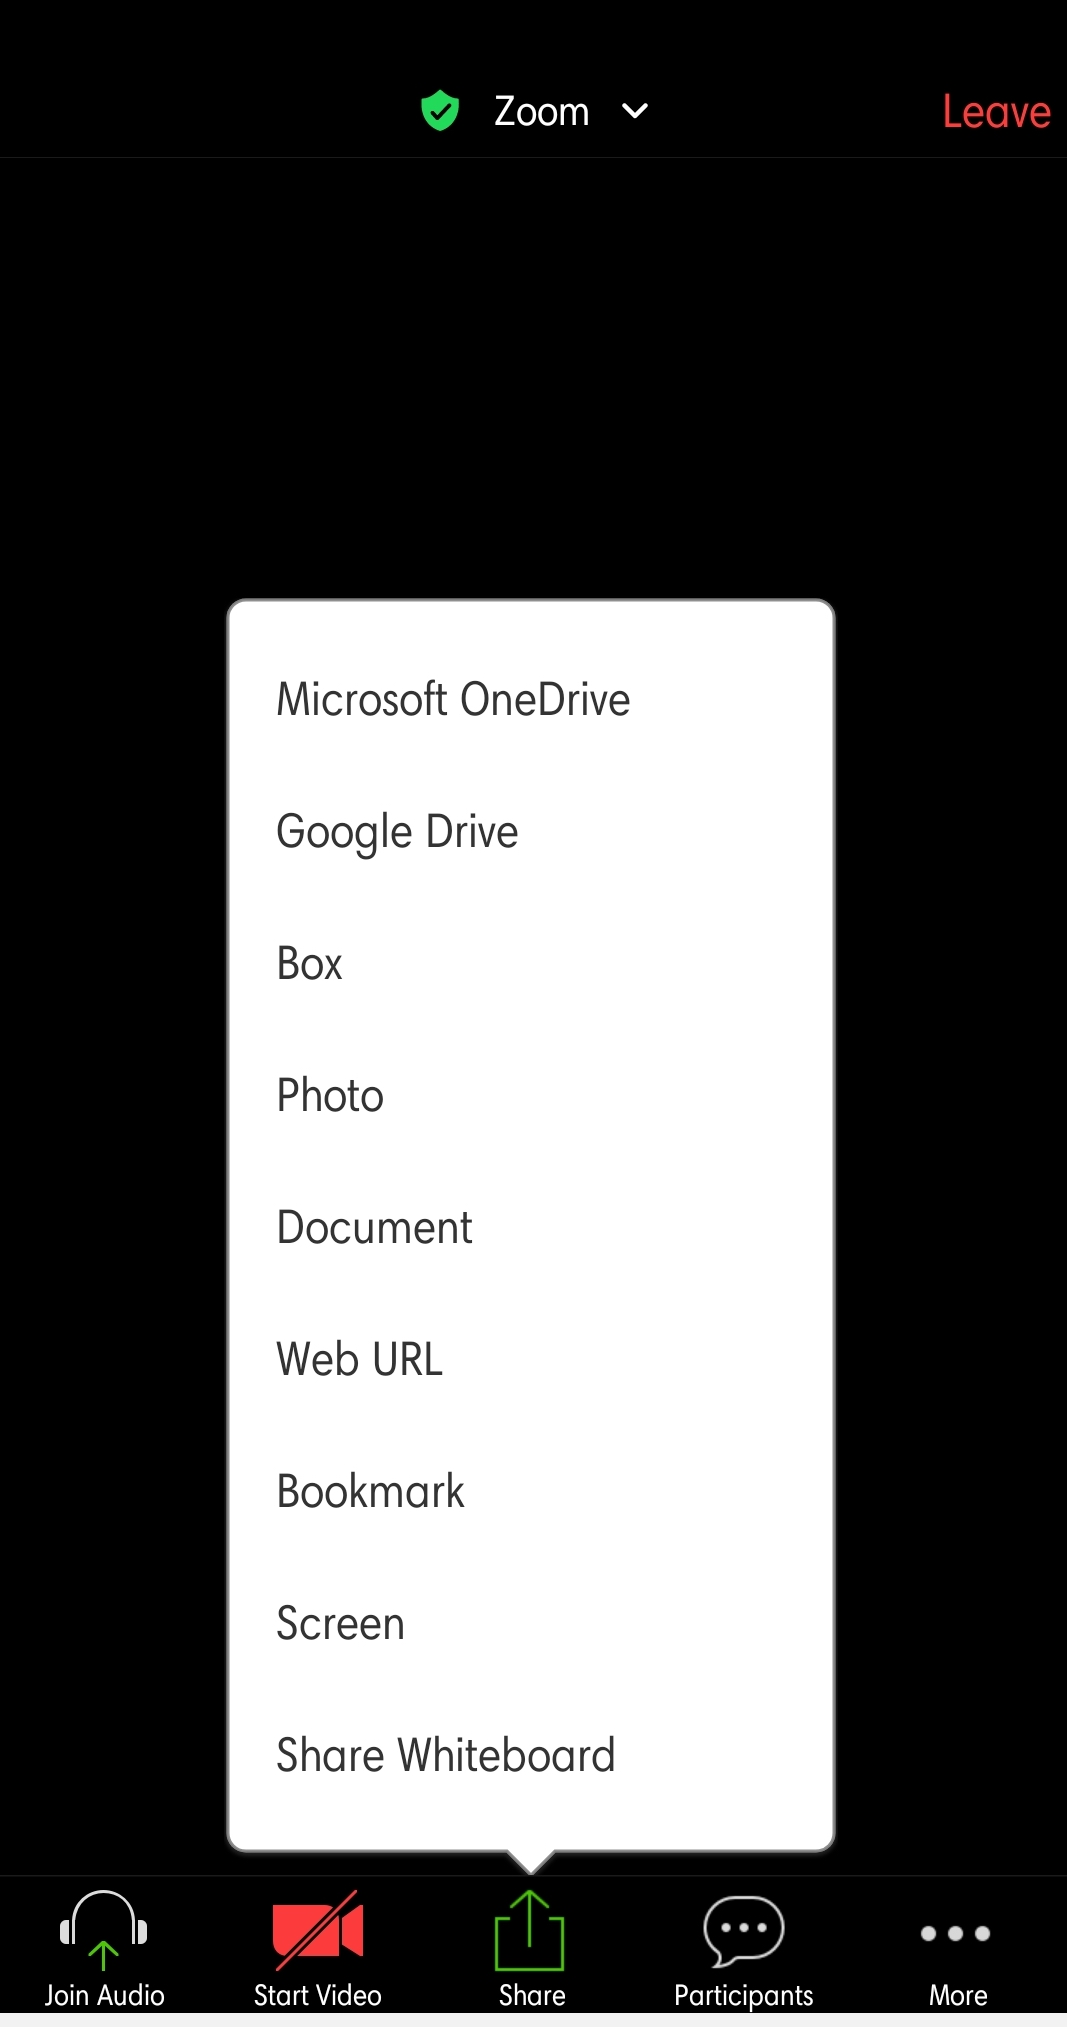 Zoom
Leave
Microsoft OneDrive
Google Drive
Box
Photo
Document
Web URL
Bookmark
Screen
Share Whiteboard
Join Audio
Start Video
Share
Participants
More